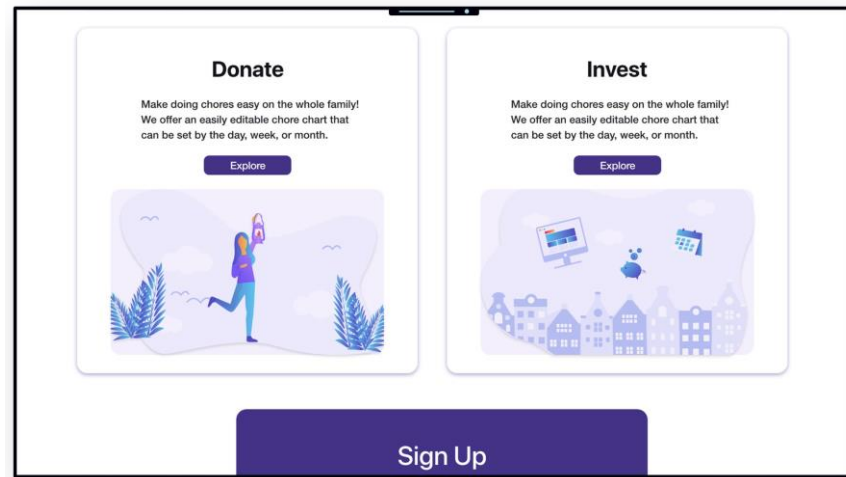 Donate
Make doing chores easy on the whole family!
We offer an easily editable chore chart that
can be set by the day, week, or month.
Explore
Invest
Make doing chores easy on the whole family!
We offer an easily editable chore chart that
can be set by the day, week, or month.
Explore
Sign Up